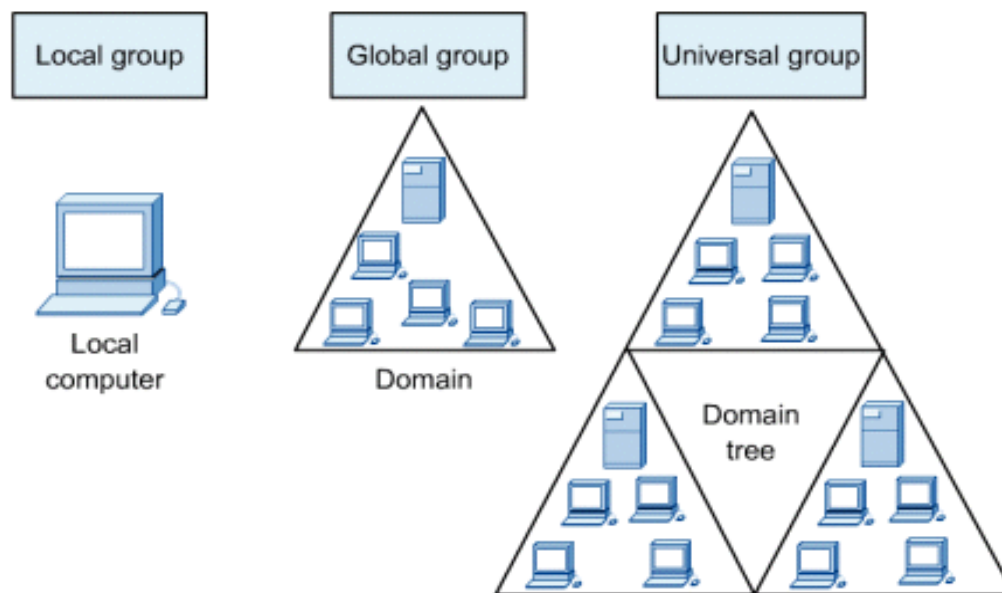 Local group
Global group
Universal group
Local
computer
Domain
Domain
tree